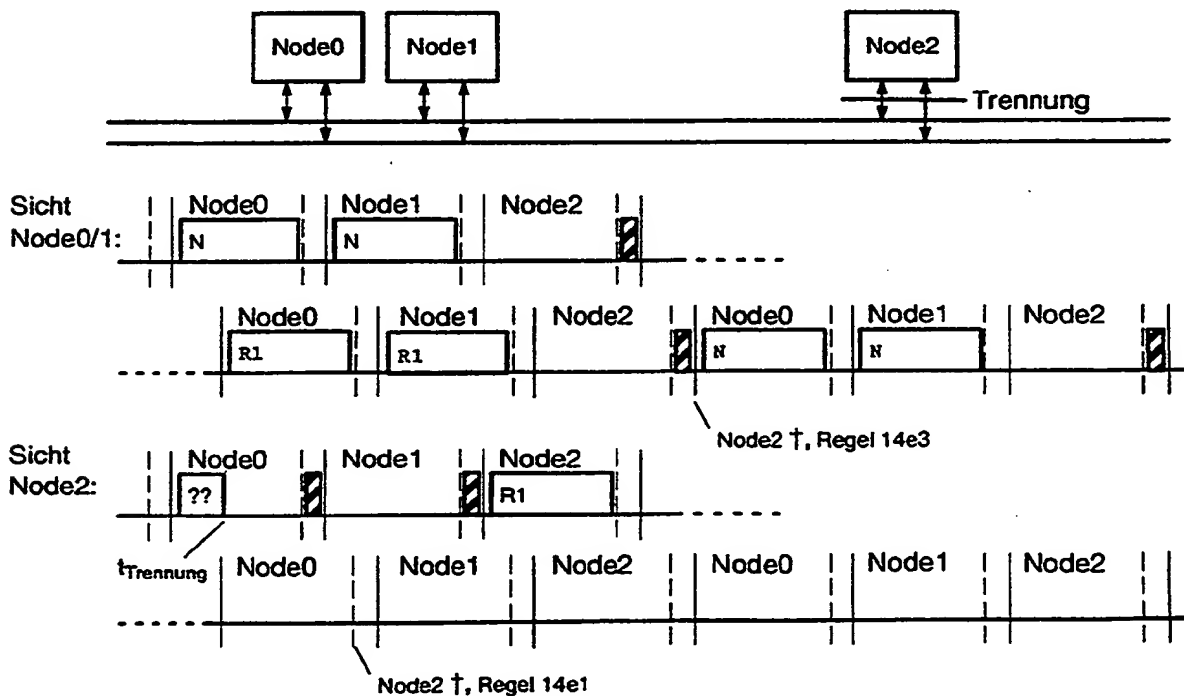 Node0 Node1 Node2
Trennung
Sicht
Node0/1:
Node0 Node1 Node2
N N
Node0 Node1 Node2 Node0 Node1 Node2
R1 R1 N N
Node2 †, Regel 14e3
Sicht
Node2:
Node0 Node1 Node2
?? R1
tTrennung
Node0 Node1 Node2 Node0 Node1 Node2
Node2 †, Regel 14e1